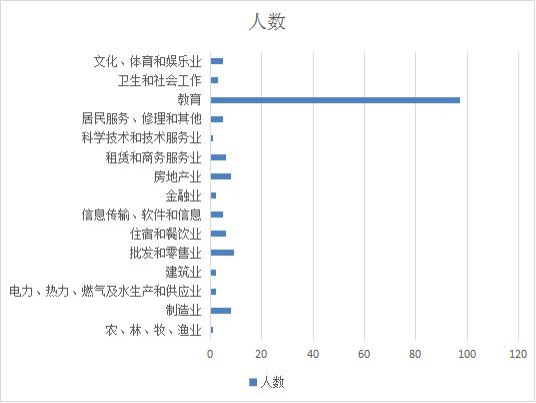 人数
文化、体育和娱乐业
卫生和社会工作
教育
居民服务、修理和其他
科学技术和技术服务业
租赁和商务服务业
房地产业
金融业
信息传输、软件和信息
住宿和餐饮业
批发和零售业
建筑业
电力、热力、燃气及水生产和供应业
制造业
农、林、牧、渔业
0 20 40 60 80 100 120
人数